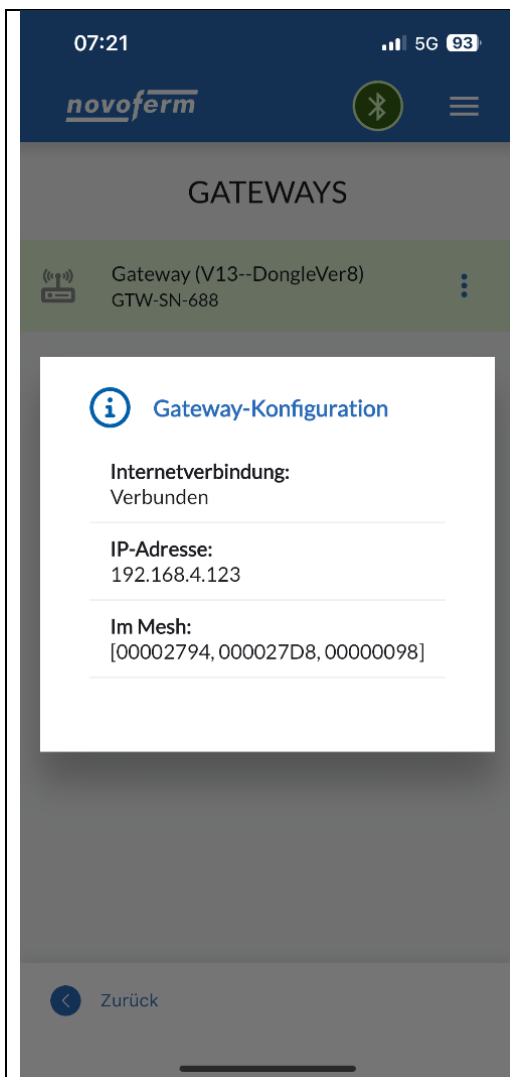 07:21 5G 93
novoferm
GATEWAYS
Gateway (V13--DongleVer8)
GTW-SN-688
Gateway-Konfiguration
Internetverbindung:
Verbunden
IP-Adresse:
192.168.4.123
Im Mesh:
[00002794, 000027D8, 00000098]
Zurück